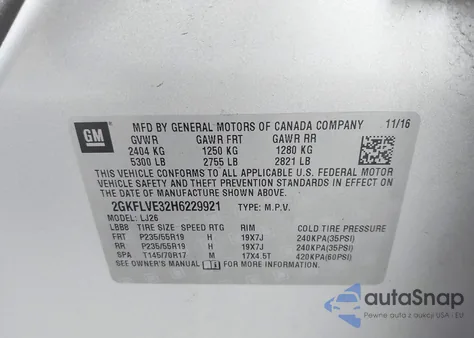 GM
MFD BY GENERAL MOTORS OF CANADA COMPANY 11/16
GVWR GAWR FRT GAWR RR
2404 KG 1250 KG 1280 KG
5300 LB 2755 LB 2821 LB
THIS VEHICLE CONFORMS TO ALL APPLICABLE U.S. FEDERAL MOTOR
VEHICLE SAFETY AND THEFT PREVENTION STANDARDS IN EFFECT ON
THE DATE OF MANUFACTURE SHOWN ABOVE.
2GKFLVE32H6229921 TYPE: M.P.V.
MODEL: LJ26
LBBB TIRE SIZE SPEED RTG RIM COLD TIRE PRESSURE
FRT P235/55R19 H 19X7J 240KPA(35PSI)
RR P235/55R19 H 19X7J 240KPA(35PSI)
SPA T145/70R17 M 17X4.5T 420KPA(60PSI)
SEE OWNER'S MANUAL FOR MORE INFORMATION.
autoSnap
Pewne auta z USA i EU